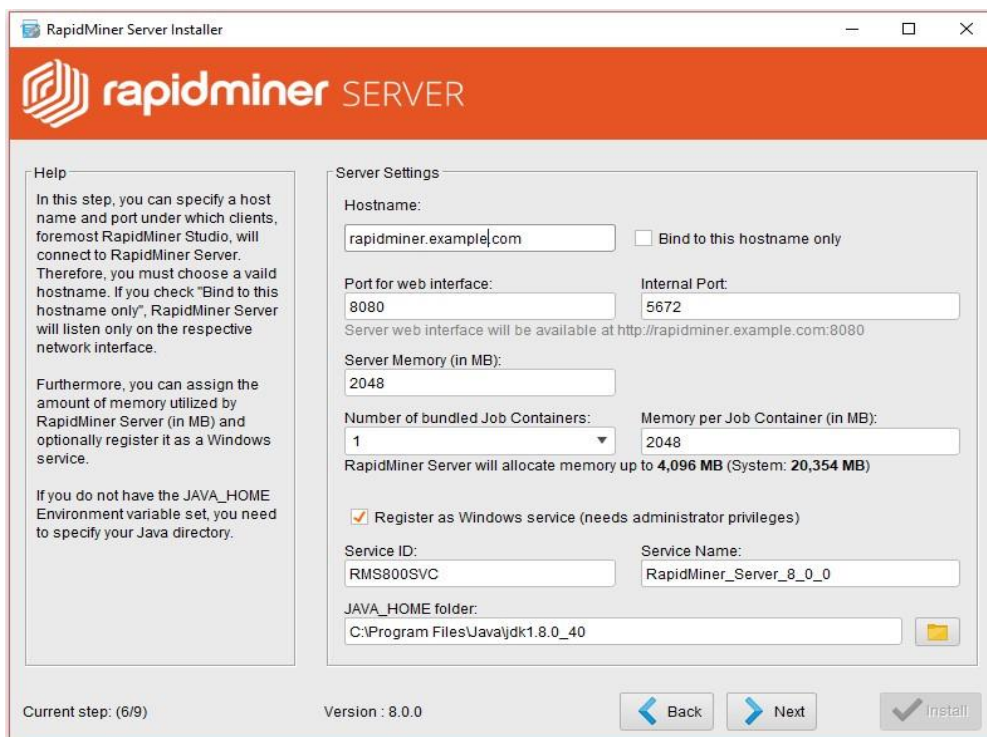 RapidMiner Server Installer
rapidminer SERVER
Help
In this step, you can specify a host
name and port under which clients,
foremost RapidMiner Studio, will
connect to RapidMiner Server.
Therefore, you must choose a vaild
hostname. If you check "Bind to this
hostname only", RapidMiner Server
will listen only on the respective
network interface.
Furthermore, you can assign the
amount of memory utilized by
RapidMiner Server (in MB) and
optionally register it as a Windows
service.
If you do not have the JAVA_HOME
Environment variable set, you need
to specify your Java directory.
Server Settings
Hostname:
rapidminer.example.com
Bind to this hostname only
Port for web interface:
Internal Port:
8080
5672
Server web interface will be available at http://rapidminer.example.com:8080
Server Memory (in MB):
2048
Number of bundled Job Containers:
Memory per Job Container (in MB):
1
2048
RapidMiner Server will allocate memory up to 4,096 MB (System: 20,354 MB)
Register as Windows service (needs administrator privileges)
Service ID:
Service Name:
RMS800SVC
RapidMiner_Server_8_0_0
JAVA_HOME folder:
C:\Program Files\Java\jdk1.8.0_40
Current step: (6/9)
Version : 8.0.0
Back
Next
Install